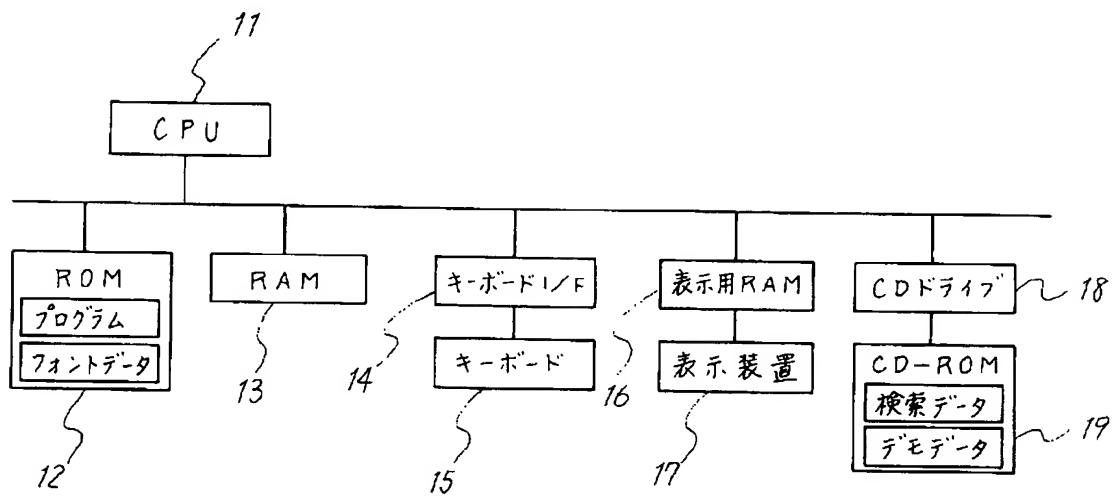 11
CPU
ROM
プログラム
フォントデータ
12
RAM
13
キーボードI/F
14
キーボード
15
表示用RAM
16
表示装置
17
CDドライブ
18
CD-ROM
検索データ
デモデータ
19